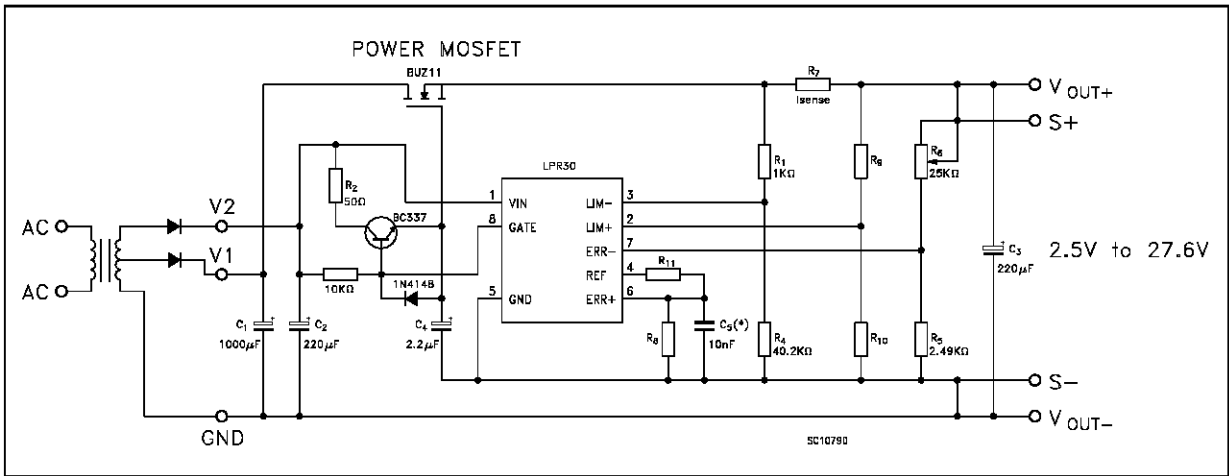 POWER MOSFET
BUZ11
R7
Isense
VOUT+
S+
R2
50Ω
BC337
LPR30
R1
1KΩ
R9
R6
25KΩ
1 VIN
8 GATE
5 GND
LIM- 3
LIM+ 2
ERR- 7
REF 4
ERR+ 6
AC
AC
V2
V1
10KΩ
1N4148
R11
C3
220μF
2.5V to 27.6V
C1
1000μF
C2
220μF
C4
2.2μF
R8
C5(*)
10nF
R4
40.2KΩ
R10
R5
2.49KΩ
S-
GND
VOUT-
SC10790